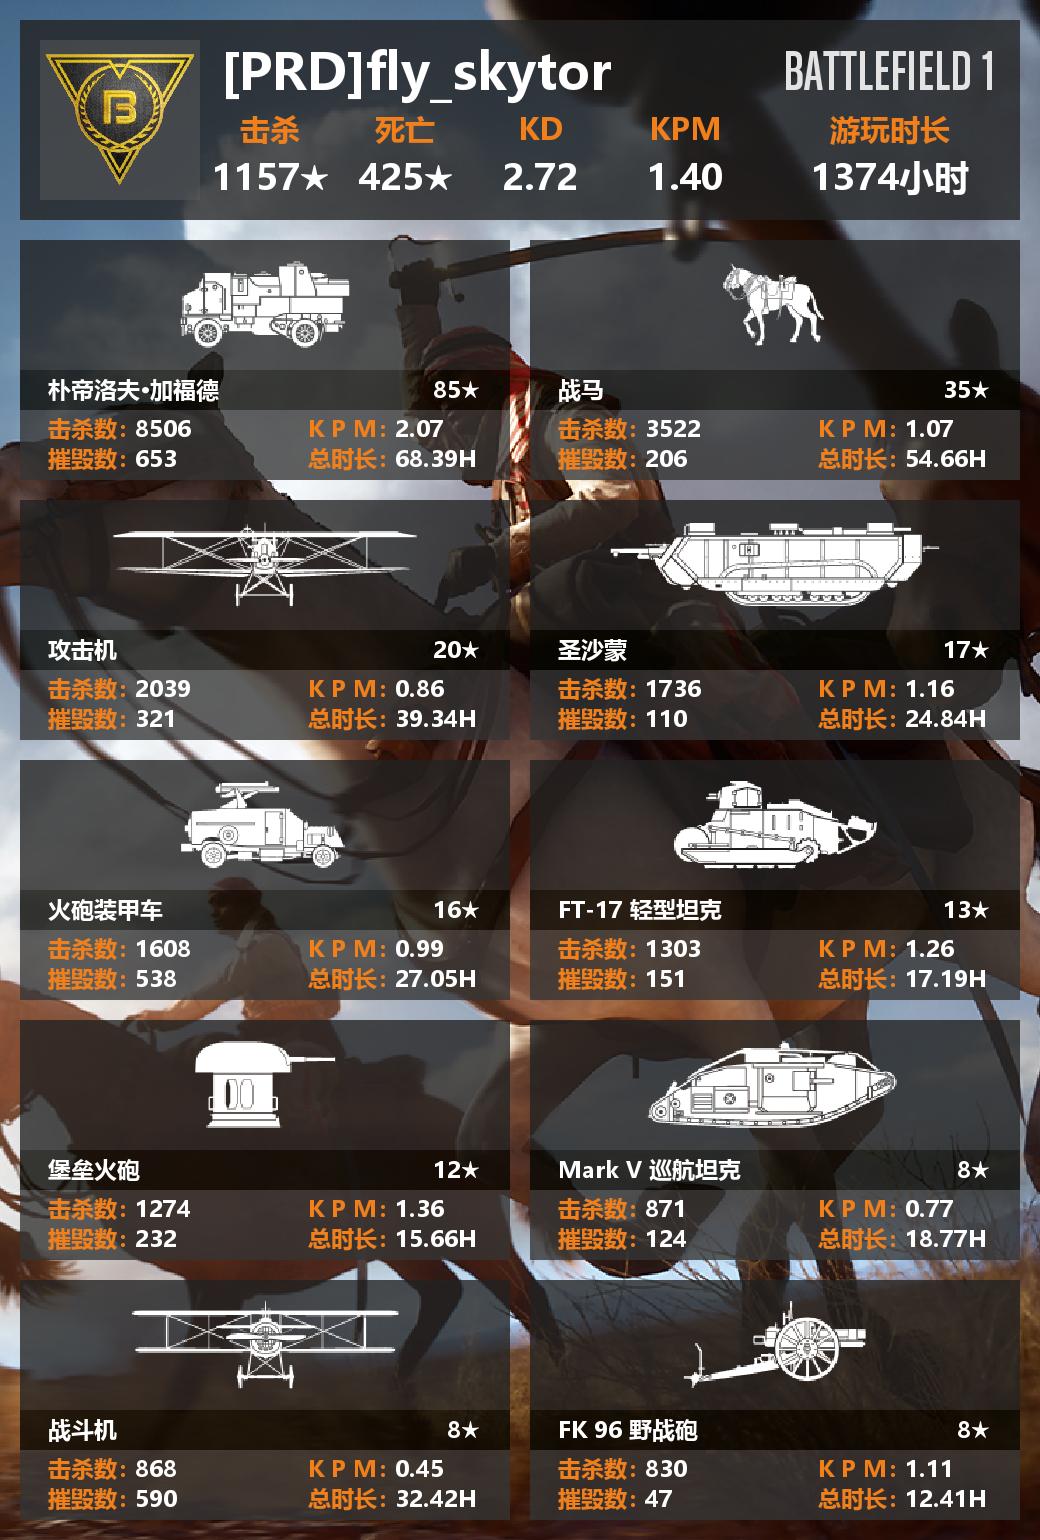 [PRD]fly_skytor
BATTLEFIELD 1
击杀 死亡 KD KPM 游玩时长
1157★ 425★ 2.72 1.40 1374小时
朴帝洛夫•加福德 85★
击杀数: 8506 K P M: 2.07
摧毁数: 653 总时长: 68.39H
战马 35★
击杀数: 3522 K P M: 1.07
摧毁数: 206 总时长: 54.66H
攻击机 20★
击杀数: 2039 K P M: 0.86
摧毁数: 321 总时长: 39.34H
圣沙蒙 17★
击杀数: 1736 K P M: 1.16
摧毁数: 110 总时长: 24.84H
火砲装甲车 16★
击杀数: 1608 K P M: 0.99
摧毁数: 538 总时长: 27.05H
FT-17 轻型坦克 13★
击杀数: 1303 K P M: 1.26
摧毁数: 151 总时长: 17.19H
堡垒火砲 12★
击杀数: 1274 K P M: 1.36
摧毁数: 232 总时长: 15.66H
Mark V 巡航坦克 8★
击杀数: 871 K P M: 0.77
摧毁数: 124 总时长: 18.77H
战斗机 8★
击杀数: 868 K P M: 0.45
摧毁数: 590 总时长: 32.42H
FK 96 野战砲 8★
击杀数: 830 K P M: 1.11
摧毁数: 47 总时长: 12.41H